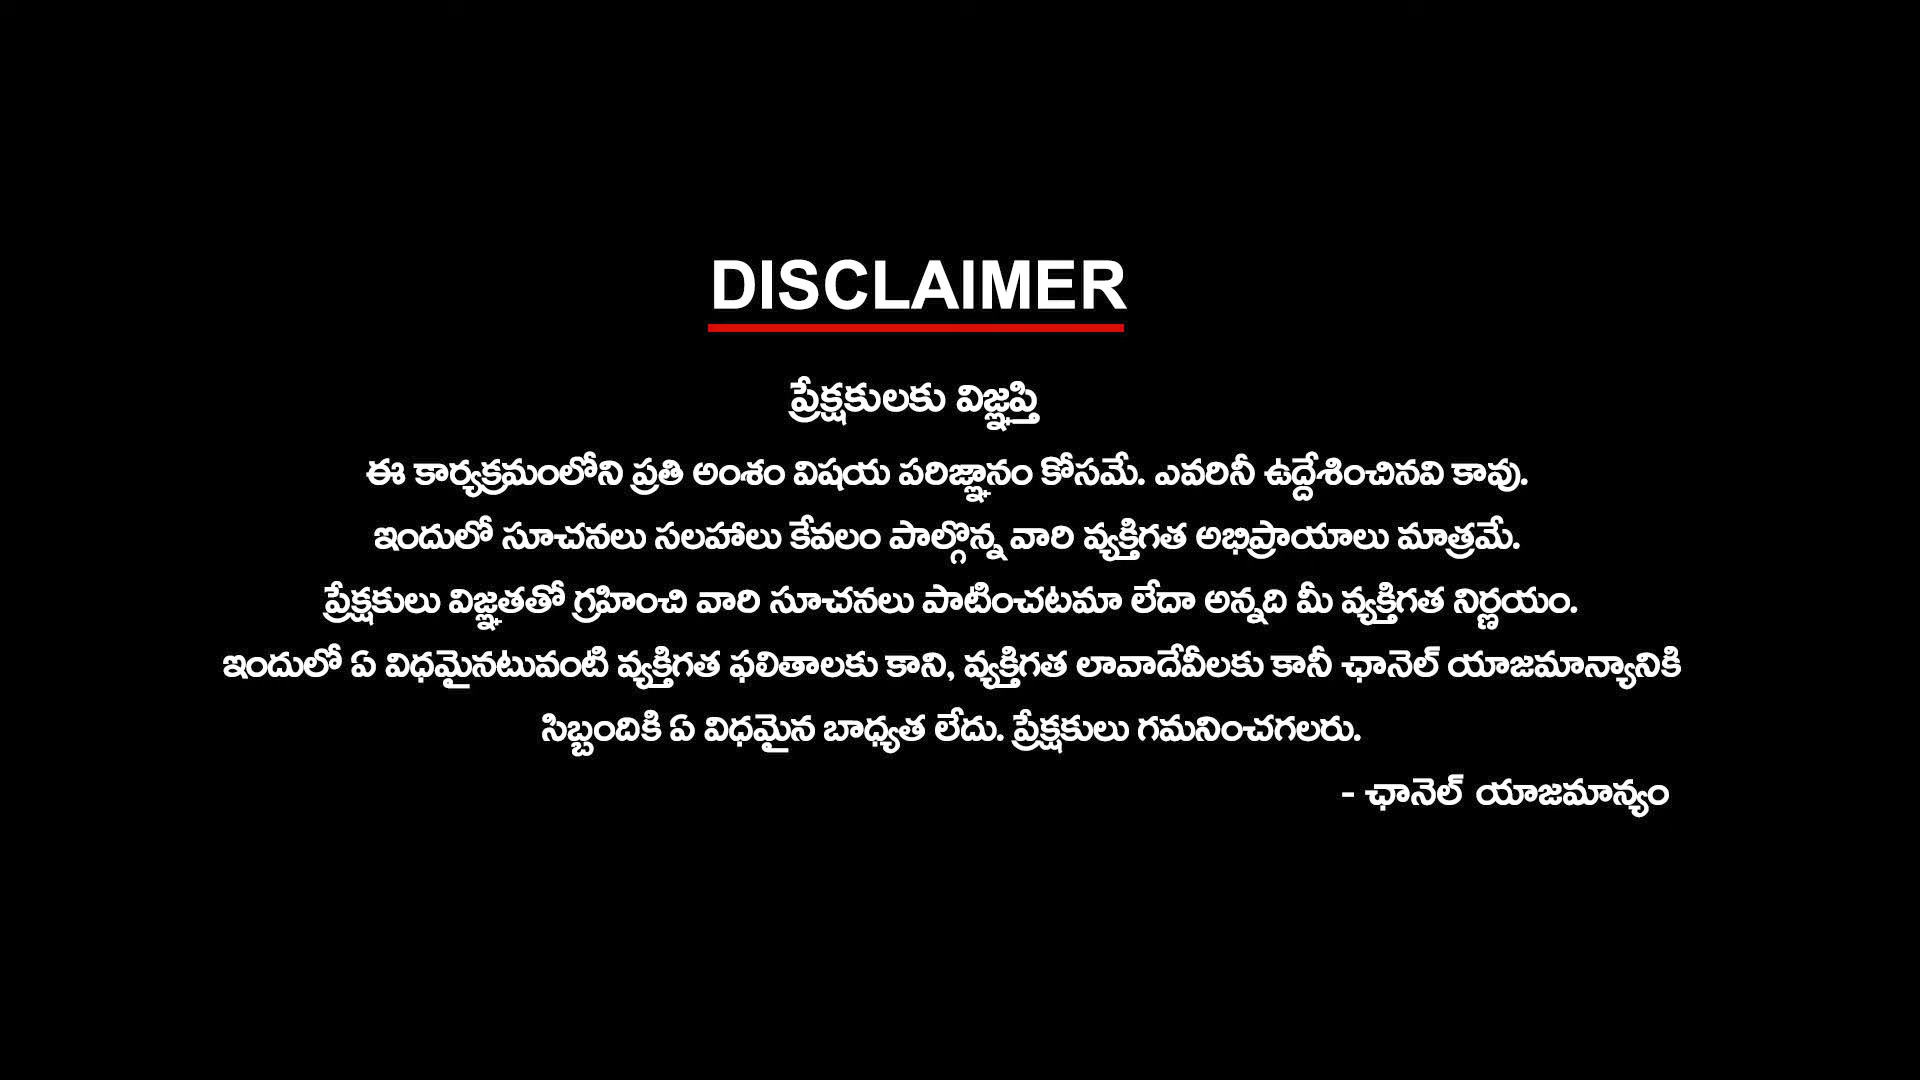 DISCLAIMER
ప్రేక్షకులకు విజ్ఞప్తి
ఈ కార్యక్రమంలోని ప్రతి అంశం విషయ పరిజ్ఞానం కోసమే. ఎవరినీ ఉద్దేశించినవి కావు.
ఇందులో సూచనలు సలహాలు కేవలం పాల్గొన్న వారి వ్యక్తిగత అభిప్రాయాలు మాత్రమే.
ప్రేక్షకులు విజ్ఞతతో గ్రహించి వారి సూచనలు పాటించటమా లేదా అన్నది మీ వ్యక్తిగత నిర్ణయం.
ఇందులో ఏ విధమైనటువంటి వ్యక్తిగత ఫలితాలకు కాని, వ్యక్తిగత లావాదేవీలకు కానీ ఛానెల్ యాజమాన్యానికి
సిబ్బందికి ఏ విధమైన బాధ్యత లేదు. ప్రేక్షకులు గమనించగలరు.
- ఛానెల్ యాజమాన్యం